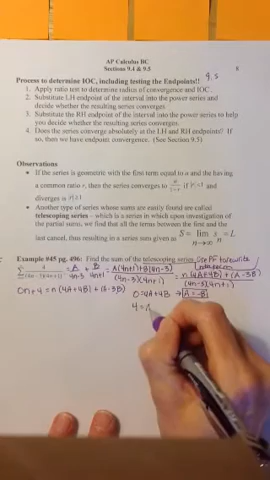 AP Calculus BC
Sections 9.4 & 9.5
8
Process to determine IOC, including testing the Endpoints!!
9.5
1. Apply ratio test to determine radius of convergence and IOC.
2. Substitute LH endpoint of the interval into the power series and
decide whether the resulting series converges
3. Substitute the RH endpoint of the interval into the power series to help
you decide whether the resulting series converges.
4. Does the series converge absolutely at the LH and RH endpoints? If
so, then we have endpoint convergence. (See Section 9.5)
Observations
• If the series is geometric with the first term equal to a and the having
a common ratio r, then the series converges to a/(1-r) if |r|<1 and
diverges if |r|≥1
• Another type of series whose sums are easily found are called
telescoping series – which is a series in which upon investigation of
the partial sums, we find that all the terms between the first and the
last cancel, thus resulting in a series sum given as S = lim n→∞ s_n = L
Example #45 pg 496: Find the sum of the telescoping series. Use PF to rewrite
4/((4n-3)(4n+1)) = A/(4n-3) + B/(4n+1) = (A(4n+1)+B(4n-3))/((4n-3)(4n+1)) = (n(4A+4B)+(A-3B))/((4n-3)(4n+1))
0n+4 = n(4A+4B)+(A-3B)
0=4A+4B → A=-B
4=